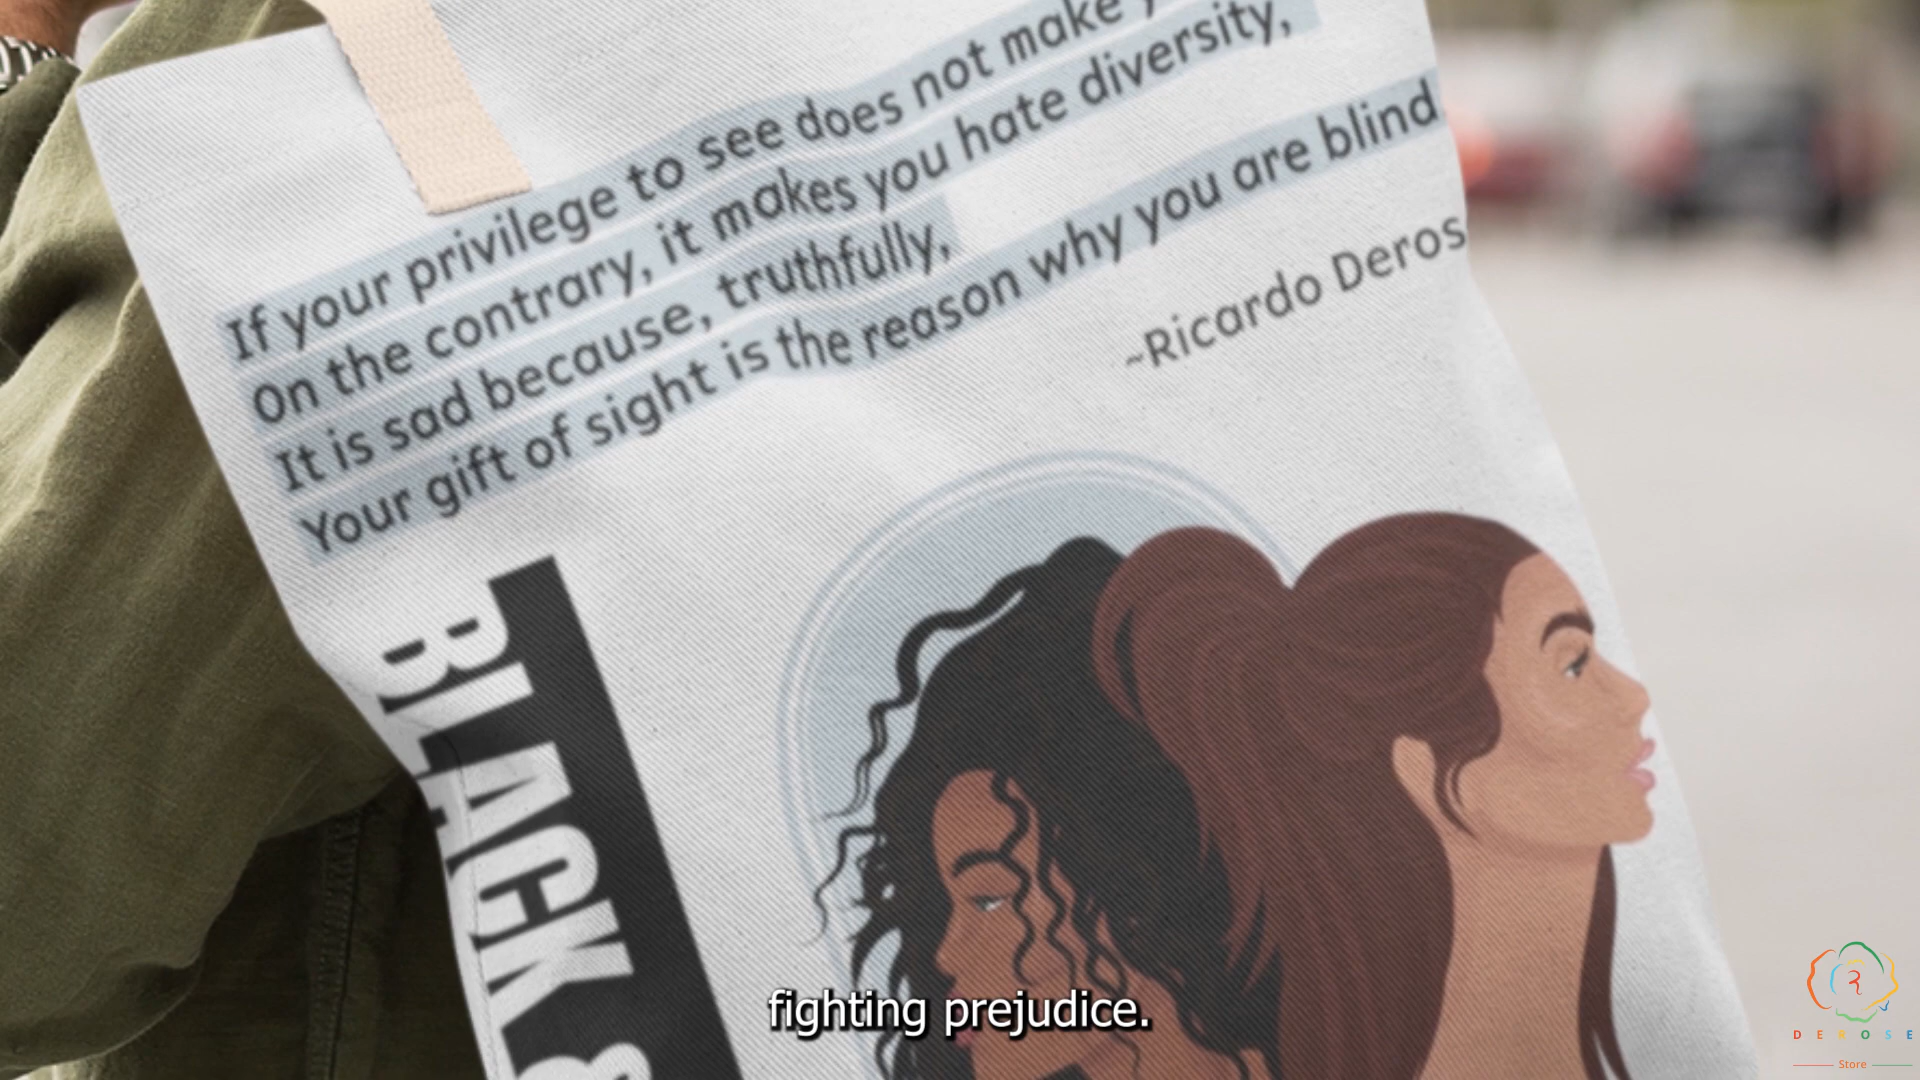 If your privilege to see does not make
On the contrary, it makes you hate diversity,
It is sad because, truthfully,
Your gift of sight is the reason why you are blind
~Ricardo Deros
BLACK &
fighting prejudice.
DEROSE
Store